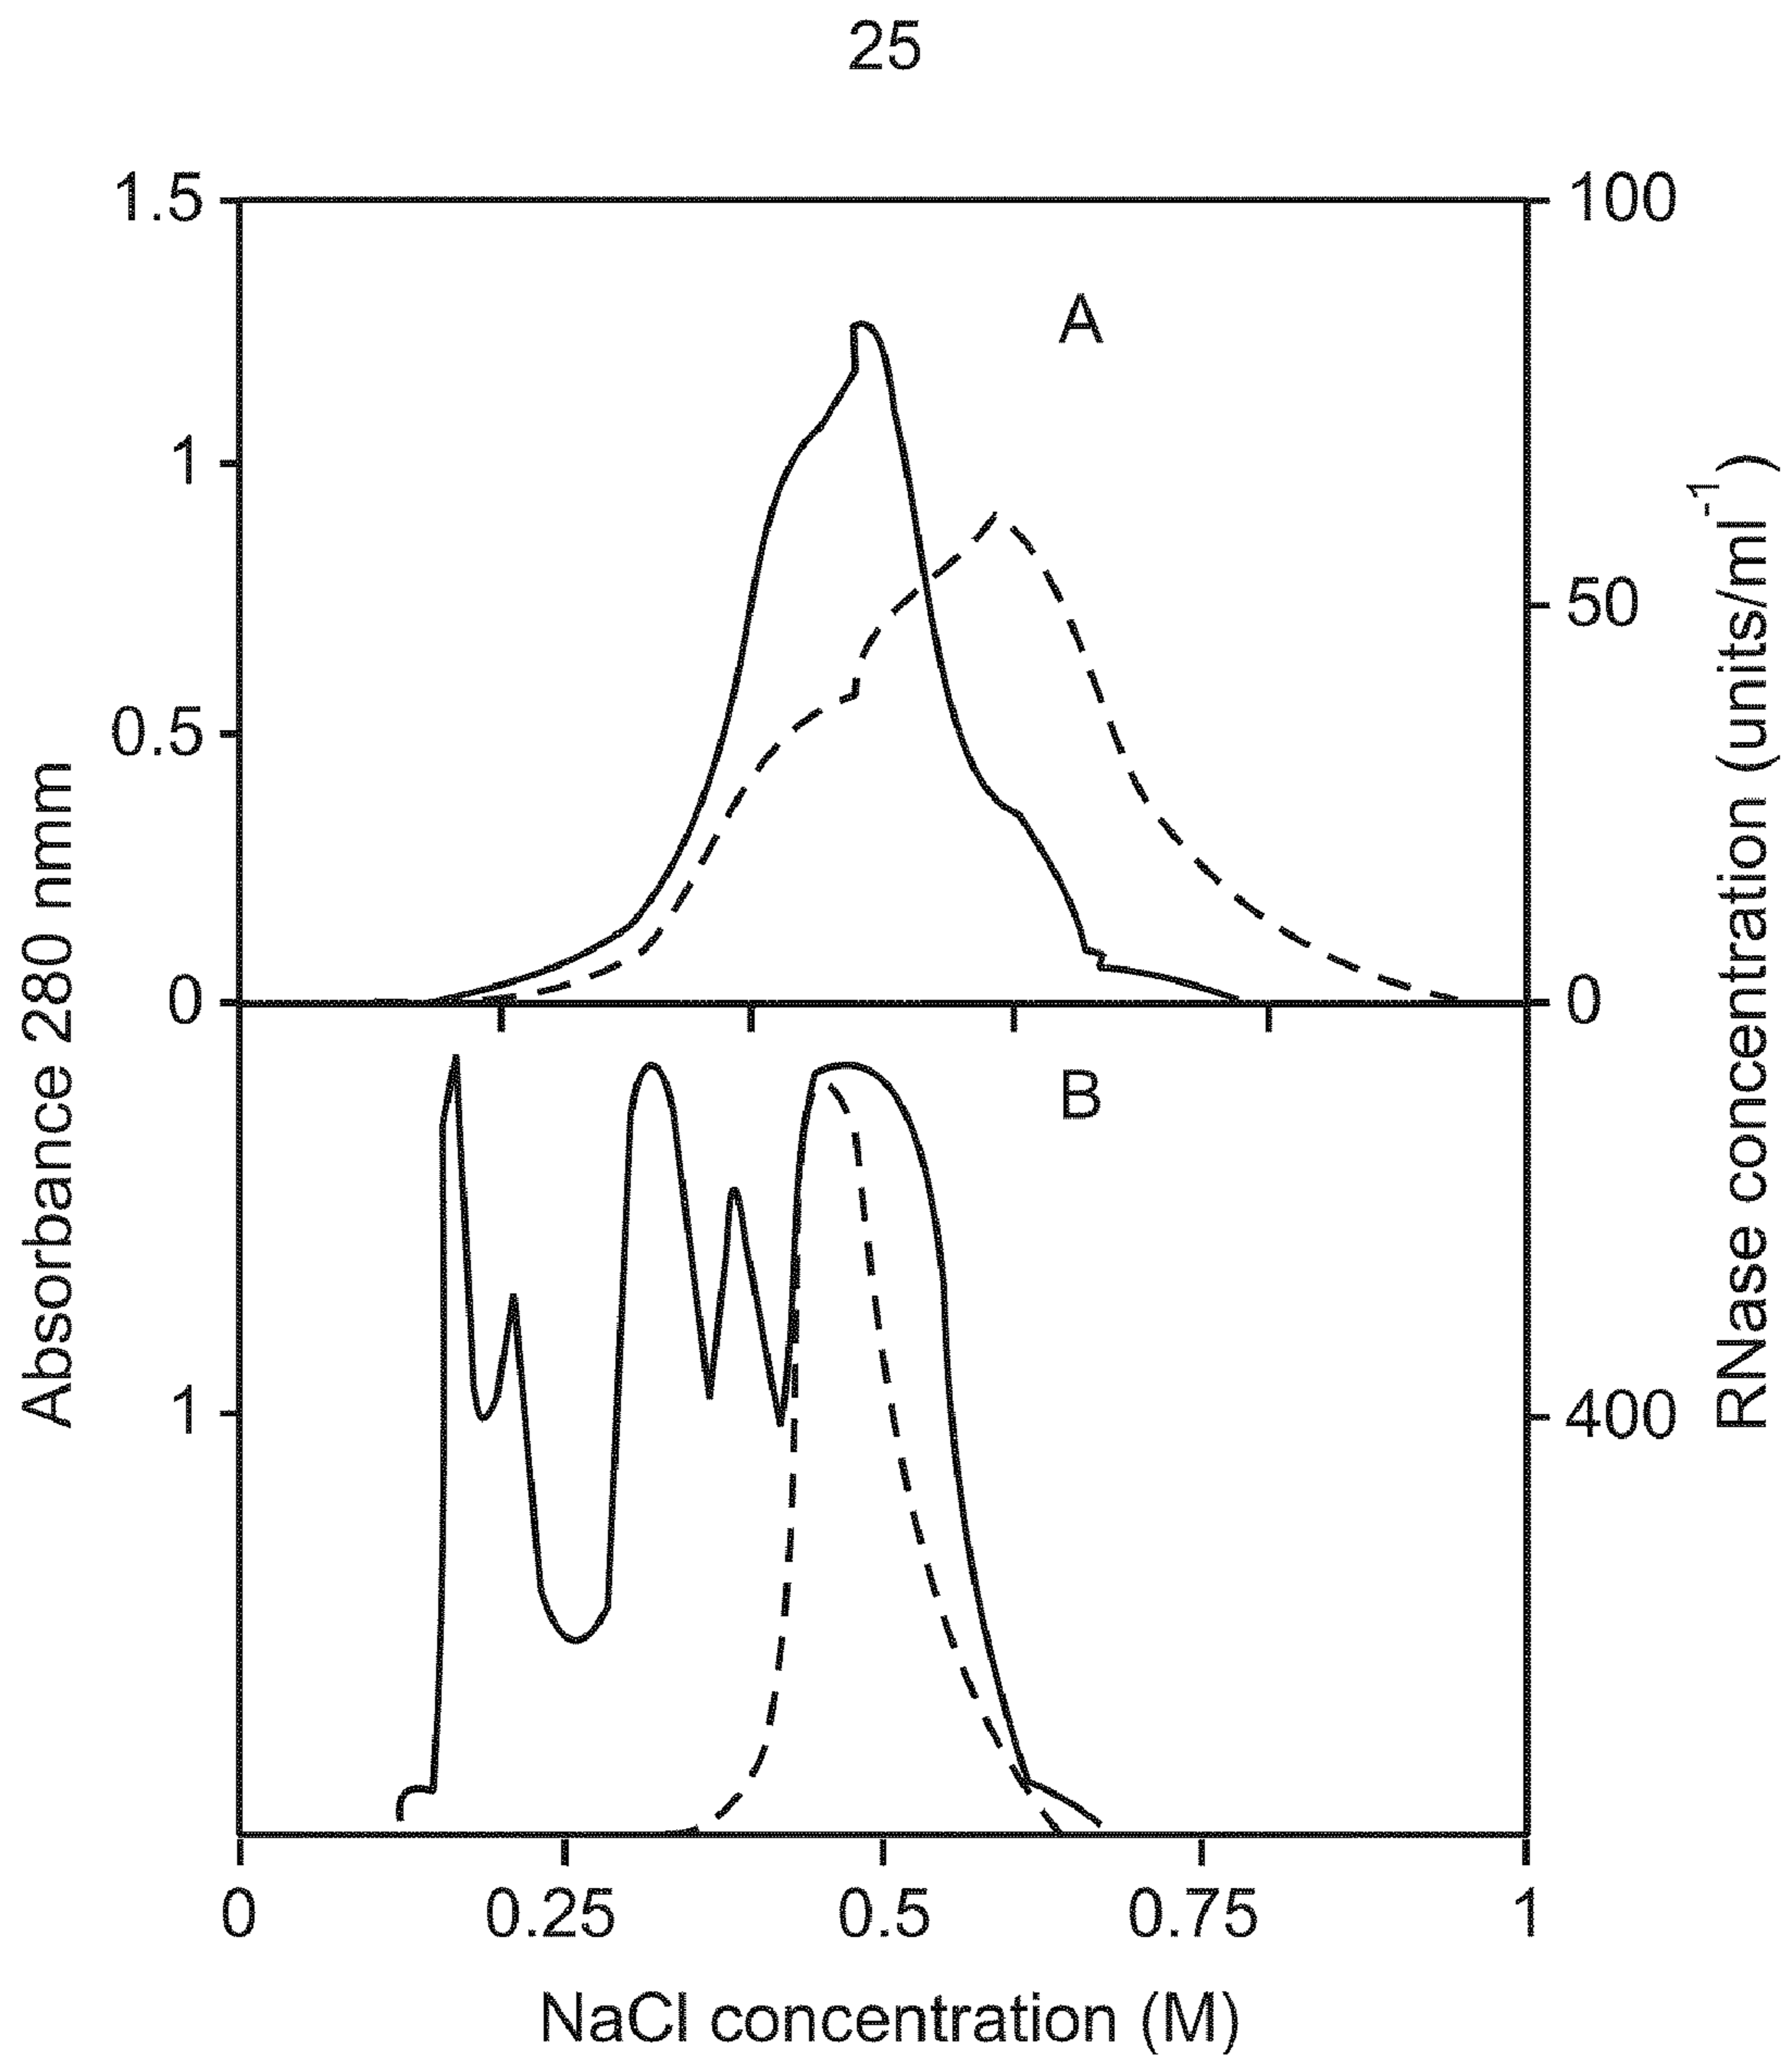 25
1.5
1
0.5
0
100
50
0
A
B
1
400
Absorbance 280 nmm
RNase concentration (units/ml⁻¹)
0 0.25 0.5 0.75 1
NaCl concentration (M)